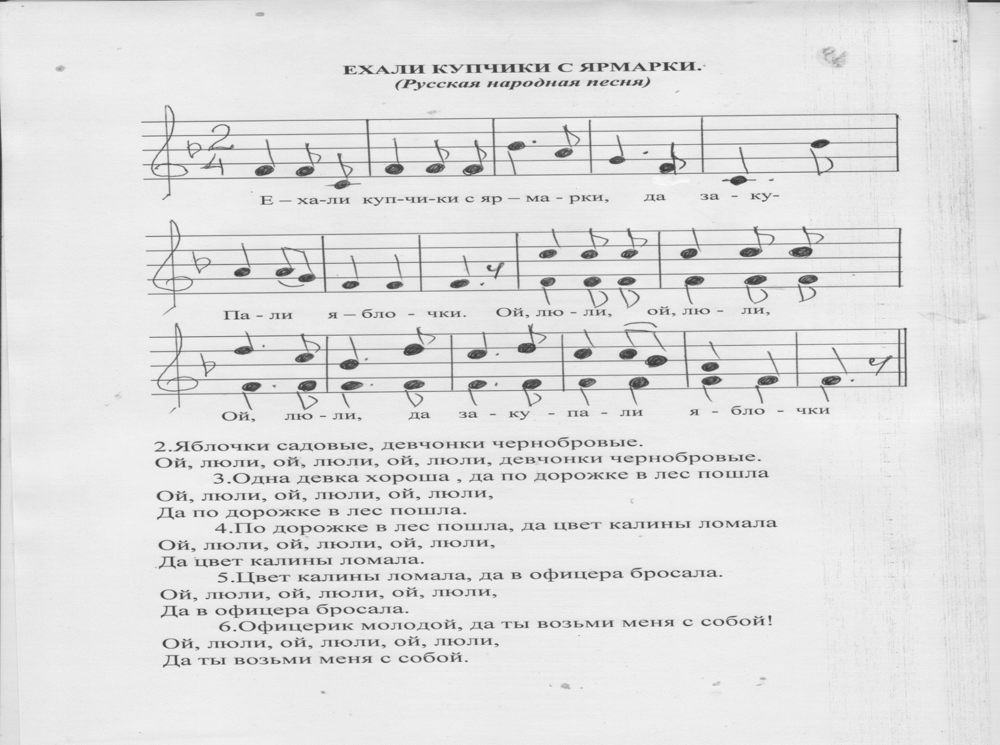 ЕХАЛИ КУПЧИКИ С ЯРМАРКИ.
(Русская народная песня)
2
4
Е – ха-ли куп-чи-ки с яр – ма - рки, да за - ку-
Па - ли я – бло - чки. Ой, лю - ли, ой, лю - ли,
Ой, лю - ли, да за - ку - па - ли я - бло - чки
2.Яблочки садовые, девчонки чернобровые.
Ой, люли, ой, люли, ой, люли, девчонки чернобровые.
3.Одна девка хороша , да по дорожке в лес пошла
Ой, люли, ой, люли, ой, люли,
Да по дорожке в лес пошла.
4.По дорожке в лес пошла, да цвет калины ломала
Ой, люли, ой, люли, ой, люли,
Да цвет калины ломала.
5.Цвет калины ломала, да в офицера бросала.
Ой, люли, ой, люли, ой, люли,
Да в офицера бросала.
6.Офицерик молодой, да ты возьми меня с собой!
Ой, люли, ой, люли, ой, люли,
Да ты возьми меня с собой.